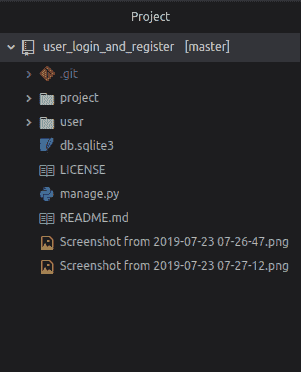 Project
user_login_and_register [master]
.git
project
user
db.sqlite3
LICENSE
manage.py
README.md
Screenshot from 2019-07-23 07-26-47.png
Screenshot from 2019-07-23 07-27-12.png